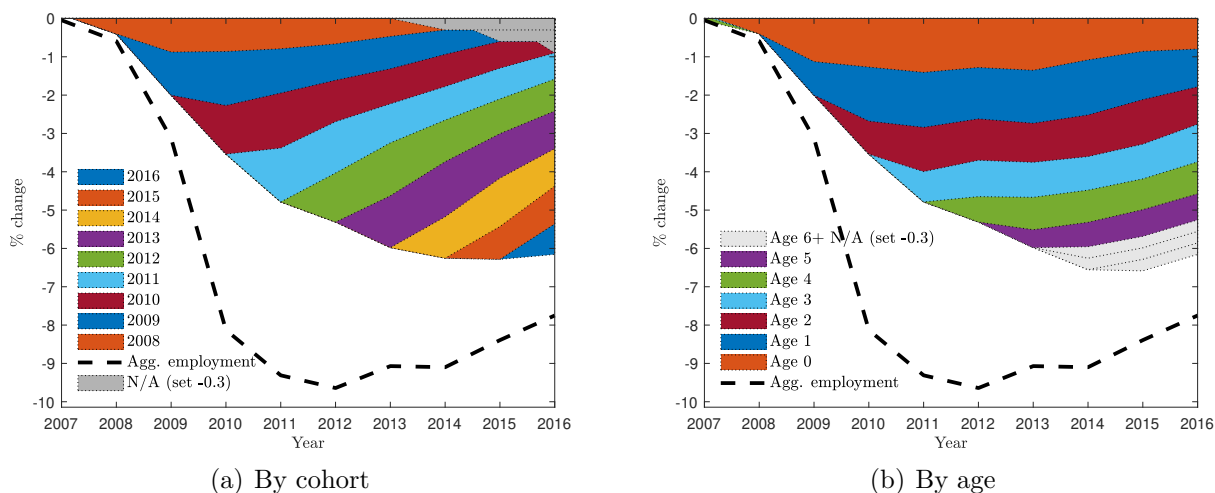 0
-1
-2
-3
-4
-5
-6
-7
-8
-9
-10
% change
2016
2015
2014
2013
2012
2011
2010
2009
2008
Agg. employment
N/A (set -0.3)
2007 2008 2009 2010 2011 2012 2013 2014 2015 2016
Year
(a) By cohort
0
-1
-2
-3
-4
-5
-6
-7
-8
-9
-10
% change
Age 6+ N/A (set -0.3)
Age 5
Age 4
Age 3
Age 2
Age 1
Age 0
Agg. employment
2007 2008 2009 2010 2011 2012 2013 2014 2015 2016
Year
(b) By age